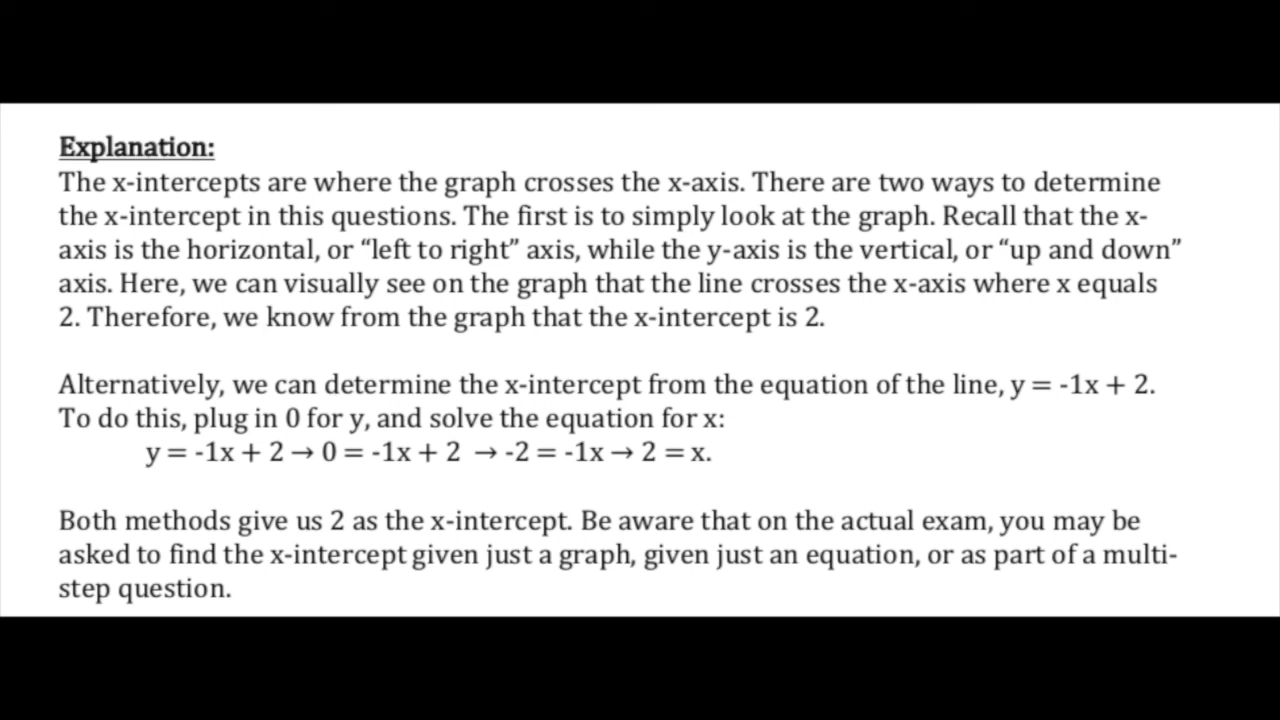 Explanation:
The x-intercepts are where the graph crosses the x-axis. There are two ways to determine
the x-intercept in this questions. The first is to simply look at the graph. Recall that the x-
axis is the horizontal, or “left to right” axis, while the y-axis is the vertical, or “up and down”
axis. Here, we can visually see on the graph that the line crosses the x-axis where x equals
2. Therefore, we know from the graph that the x-intercept is 2.
Alternatively, we can determine the x-intercept from the equation of the line, y = -1x + 2.
To do this, plug in 0 for y, and solve the equation for x:
y = -1x + 2 → 0 = -1x + 2 → -2 = -1x → 2 = x.
Both methods give us 2 as the x-intercept. Be aware that on the actual exam, you may be
asked to find the x-intercept given just a graph, given just an equation, or as part of a multi-
step question.